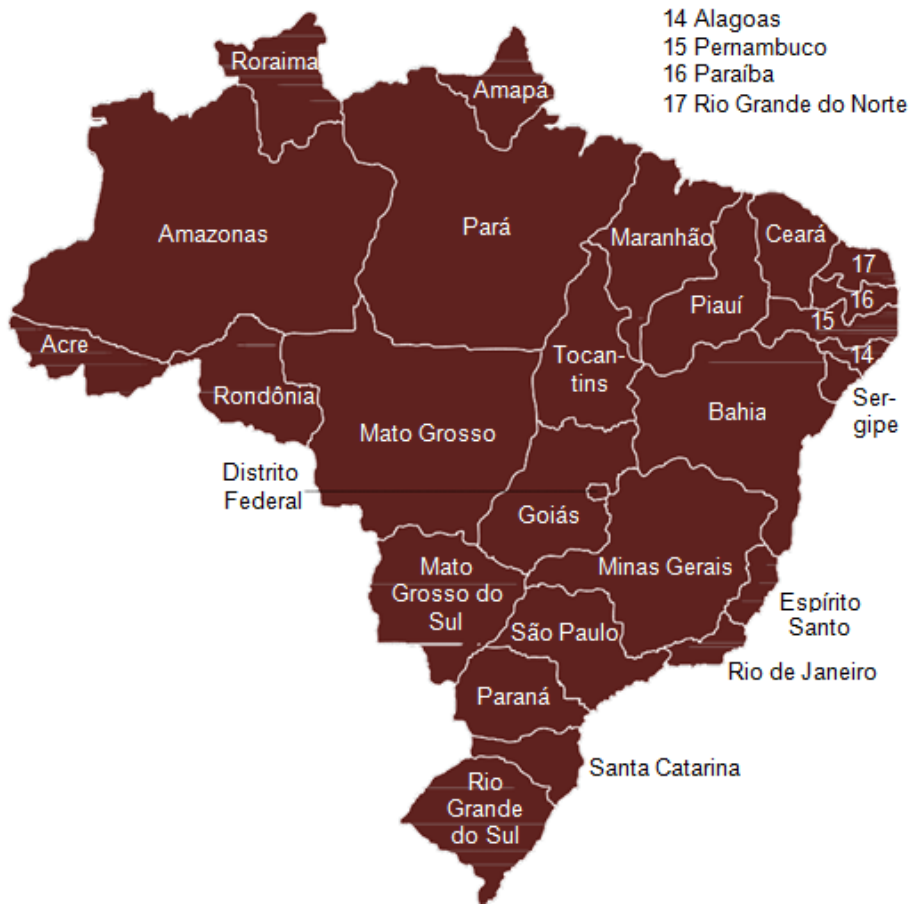 14 Alagoas
15 Pernambuco
16 Paraíba
17 Rio Grande do Norte
Roraima
Amapá
Amazonas
Pará
Maranhão
Ceará
17
16
Piauí
15
Acre
Tocan-
tins
14
Rondônia
Bahia
Ser-
gipe
Mato Grosso
Distrito
Federal
Goiás
Mato
Grosso do
Sul
Minas Gerais
Espírito
Santo
São Paulo
Rio de Janeiro
Paraná
Santa Catarina
Rio
Grande
do Sul